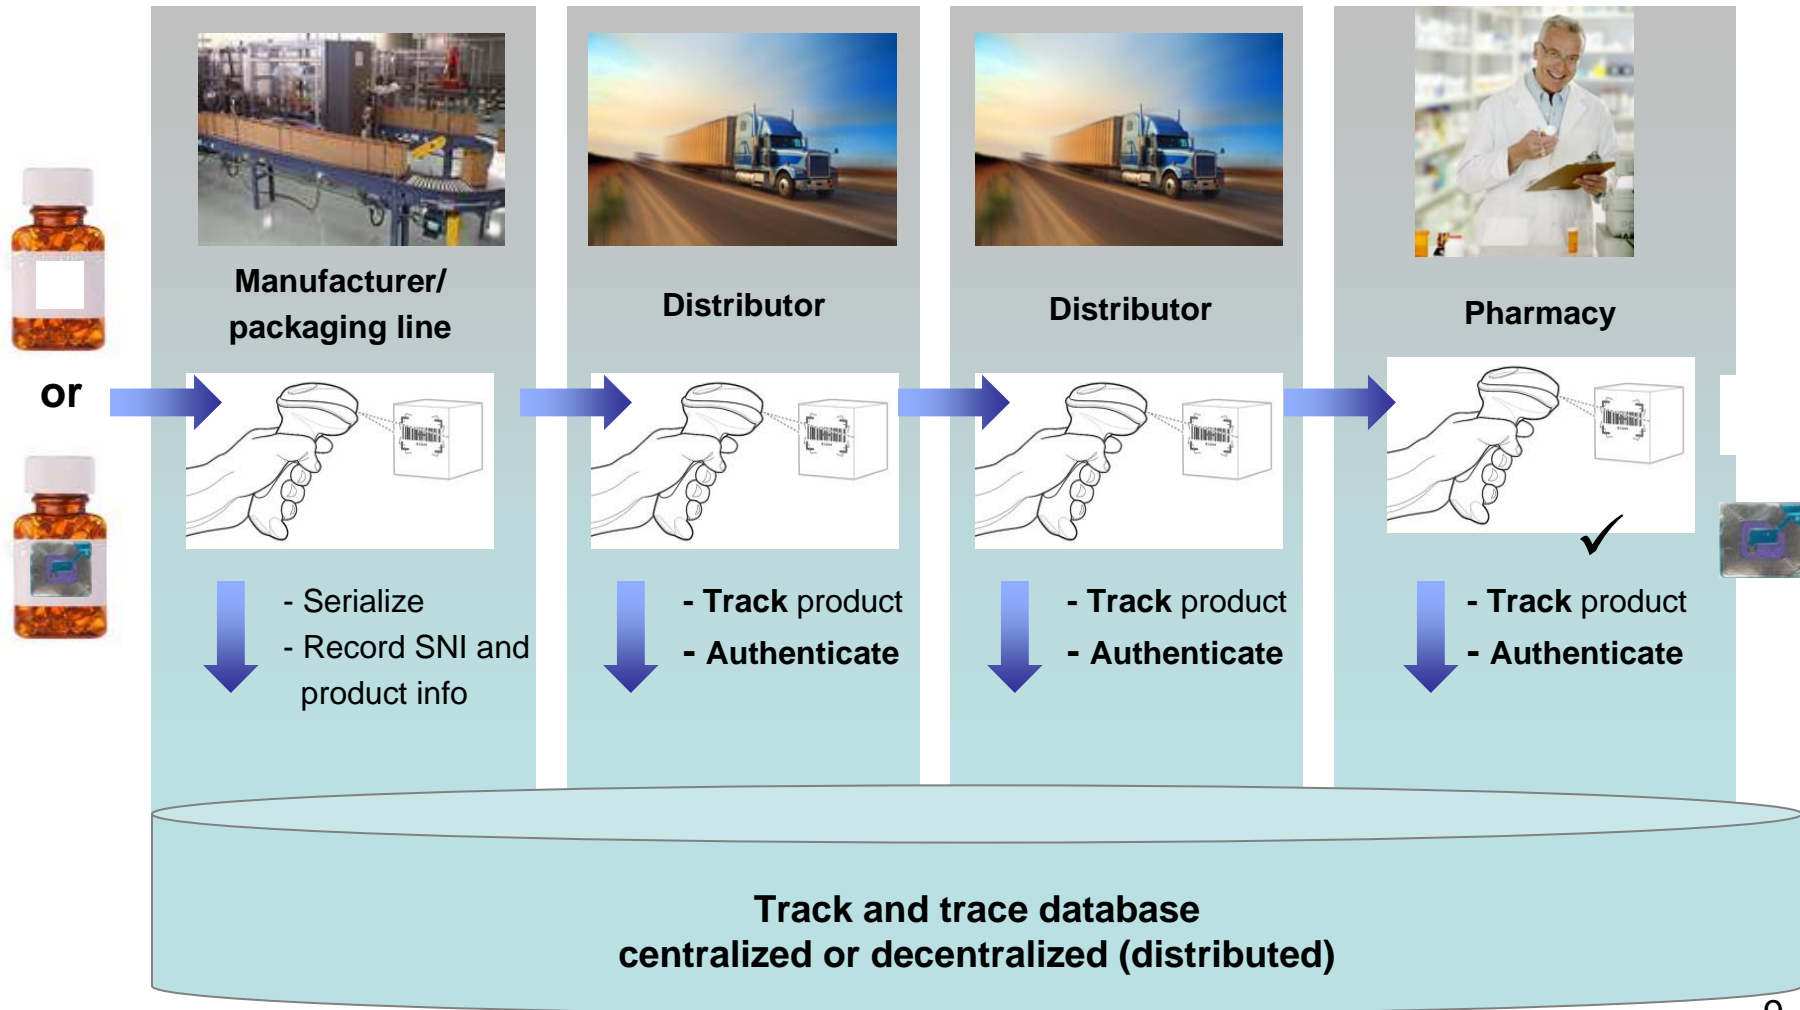 Manufacturer/
packaging line
Distributor
Distributor
Pharmacy
or
- Serialize
- Record SNI and
product info
- Track product
- Authenticate
- Track product
- Authenticate
- Track product
- Authenticate
Track and trace database
centralized or decentralized (distributed)